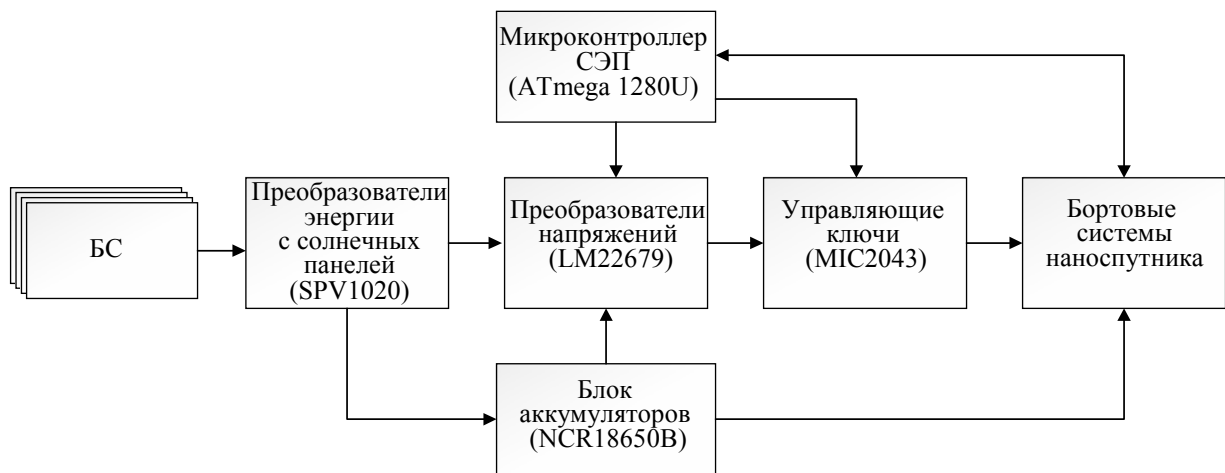 Микроконтроллер
СЭП
(ATmega 1280U)
БС
Преобразователи
энергии
с солнечных
панелей
(SPV1020)
Преобразователи
напряжений
(LM22679)
Управляющие
ключи
(MIC2043)
Бортовые
системы
наноспутника
Блок
аккумуляторов
(NCR18650B)